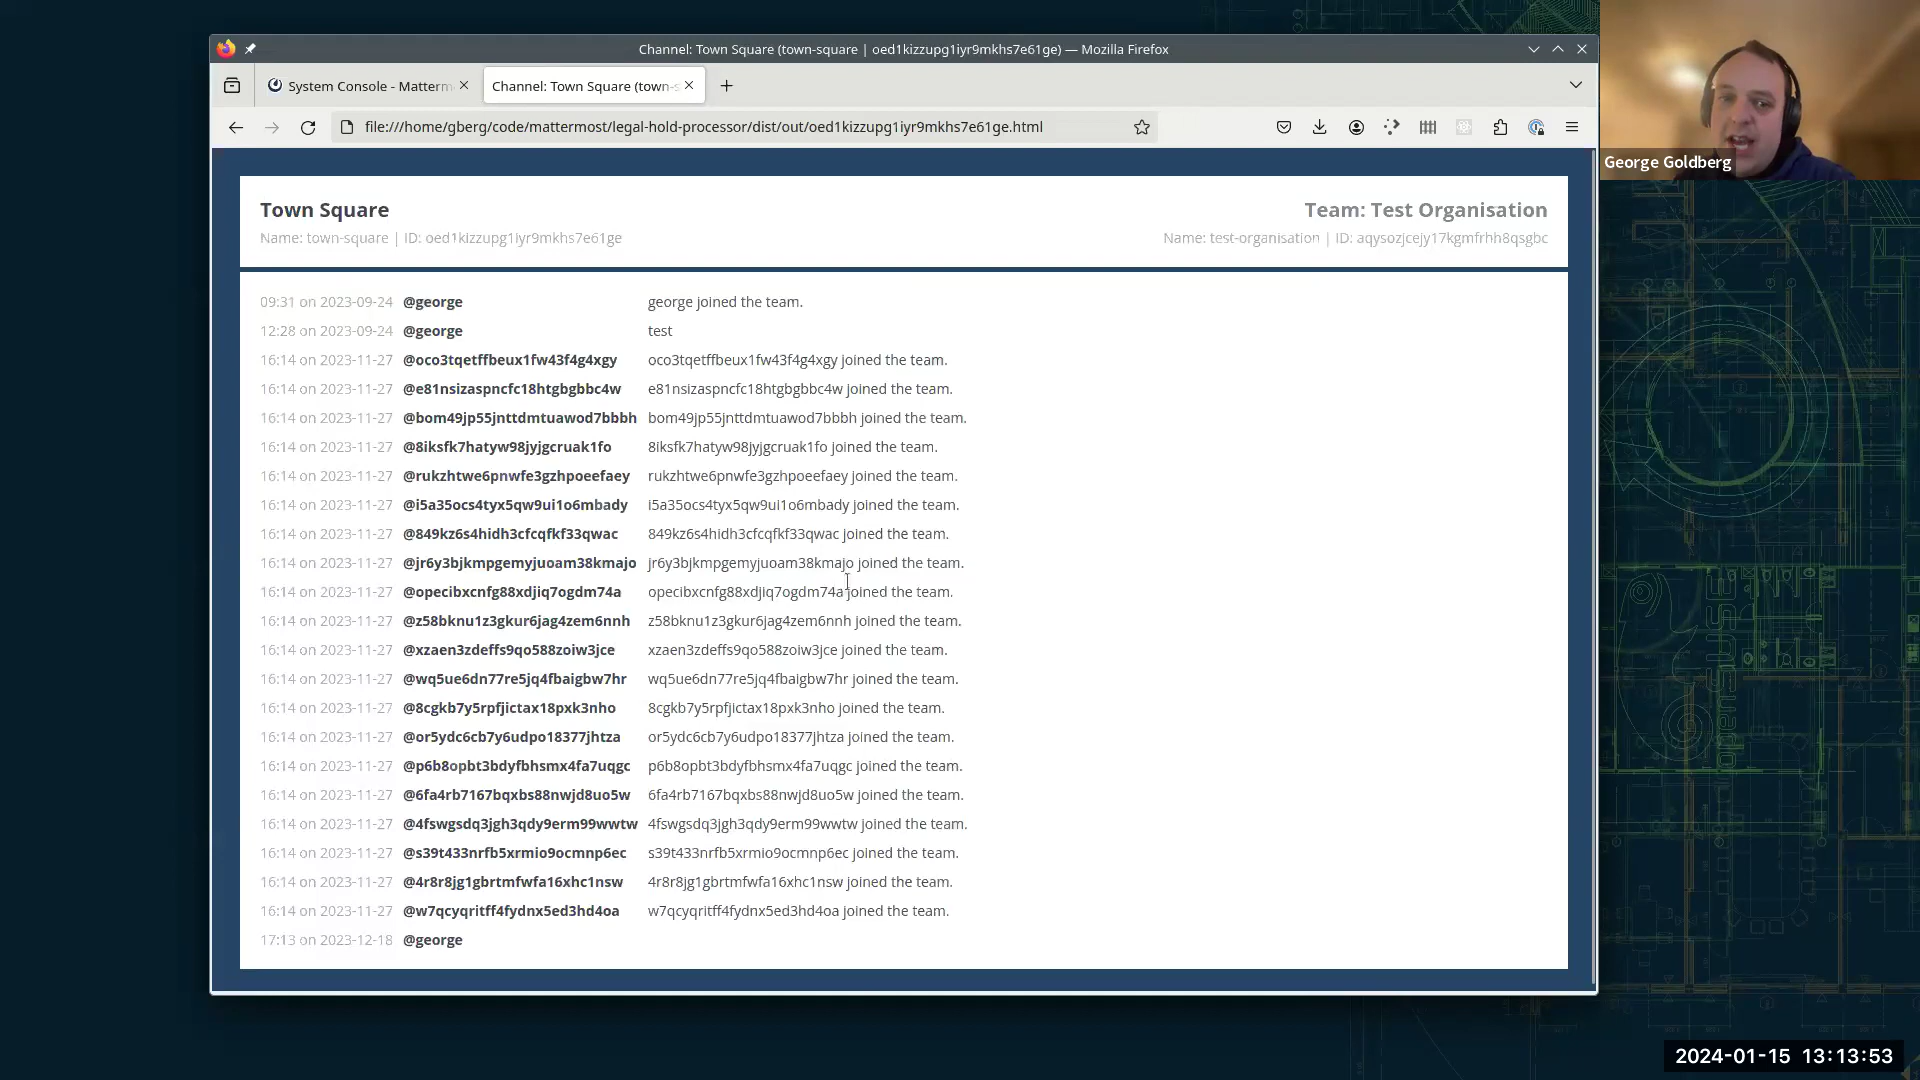 Channel: Town Square (town-square | oed1kizzupg1iyr9mkhs7e61ge) — Mozilla Firefox
System Console - Matterm
Channel: Town Square (town-s
file:///home/gberg/code/mattermost/legal-hold-processor/dist/out/oed1kizzupg1iyr9mkhs7e61ge.html
George Goldberg
Town Square
Team: Test Organisation
Name: town-square | ID: oed1kizzupg1iyr9mkhs7e61ge
Name: test-organisation | ID: aqysozjcejy17kgmfrhh8qsgbc
09:31 on 2023-09-24 @george george joined the team.
12:28 on 2023-09-24 @george test
16:14 on 2023-11-27 @oco3tqetffbeux1fw43f4g4xgy oco3tqetffbeux1fw43f4g4xgy joined the team.
16:14 on 2023-11-27 @e81nsizaspncfc18htgbgbbc4w e81nsizaspncfc18htgbgbbc4w joined the team.
16:14 on 2023-11-27 @bom49jp55jnttdmtuawod7bbbh bom49jp55jnttdmtuawod7bbbh joined the team.
16:14 on 2023-11-27 @8iksfk7hatyw98jyjgcruak1fo 8iksfk7hatyw98jyjgcruak1fo joined the team.
16:14 on 2023-11-27 @rukzhtwe6pnwfe3gzhpoeefaey rukzhtwe6pnwfe3gzhpoeefaey joined the team.
16:14 on 2023-11-27 @i5a35ocs4tyx5qw9ui1o6mbady i5a35ocs4tyx5qw9ui1o6mbady joined the team.
16:14 on 2023-11-27 @849kz6s4hidh3cfcqfkf33qwac 849kz6s4hidh3cfcqfkf33qwac joined the team.
16:14 on 2023-11-27 @jr6y3bjkmpgemyjuoam38kmajo jr6y3bjkmpgemyjuoam38kmajo joined the team.
16:14 on 2023-11-27 @opecibxcnfg88xdjiq7ogdm74a opecibxcnfg88xdjiq7ogdm74a joined the team.
16:14 on 2023-11-27 @z58bknu1z3gkur6jag4zem6nnh z58bknu1z3gkur6jag4zem6nnh joined the team.
16:14 on 2023-11-27 @xzaen3zdeffs9qo588zoiw3jce xzaen3zdeffs9qo588zoiw3jce joined the team.
16:14 on 2023-11-27 @wq5ue6dn77re5jq4fbaigbw7hr wq5ue6dn77re5jq4fbaigbw7hr joined the team.
16:14 on 2023-11-27 @8cgkb7y5rpfjictax18pxk3nho 8cgkb7y5rpfjictax18pxk3nho joined the team.
16:14 on 2023-11-27 @or5ydc6cb7y6udpo18377jhtza or5ydc6cb7y6udpo18377jhtza joined the team.
16:14 on 2023-11-27 @p6b8opbt3bdyfbhsmx4fa7uqgc p6b8opbt3bdyfbhsmx4fa7uqgc joined the team.
16:14 on 2023-11-27 @6fa4rb7167bqxbs88nwjd8uo5w 6fa4rb7167bqxbs88nwjd8uo5w joined the team.
16:14 on 2023-11-27 @4fswgsdq3jgh3qdy9erm99wwtw 4fswgsdq3jgh3qdy9erm99wwtw joined the team.
16:14 on 2023-11-27 @s39t433nrfb5xrmio9ocmnp6ec s39t433nrfb5xrmio9ocmnp6ec joined the team.
16:14 on 2023-11-27 @4r8r8jg1gbrtmfwfa16xhc1nsw 4r8r8jg1gbrtmfwfa16xhc1nsw joined the team.
16:14 on 2023-11-27 @w7qcyqritff4fydnx5ed3hd4oa w7qcyqritff4fydnx5ed3hd4oa joined the team.
17:13 on 2023-12-18 @george
openSUSE
2024-01-15 13:13:53